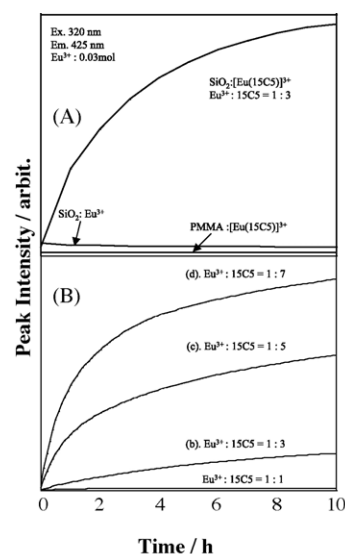 Ex. 320 nm
Em. 425 nm
Eu³⁺ : 0.03mol
SiO₂:[Eu(15C5)]³⁺
Eu³⁺ : 15C5 = 1 : 3
(A)
SiO₂: Eu³⁺
PMMA :[Eu(15C5)]³⁺
(B)
(d). Eu³⁺ : 15C5 = 1 : 7
(c). Eu³⁺ : 15C5 = 1 : 5
(b). Eu³⁺ : 15C5 = 1 : 3
Eu³⁺ : 15C5 = 1 : 1
Peak Intensity / arbit.
0 2 4 6 8 10
Time / h